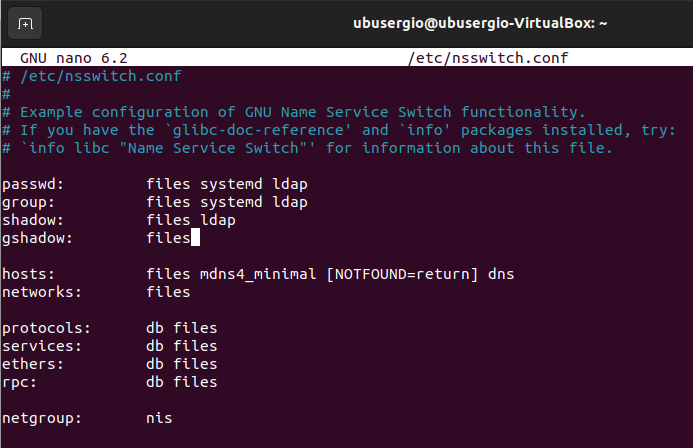 ubusergio@ubusergio-VirtualBox: ~
GNU nano 6.2 /etc/nsswitch.conf
# /etc/nsswitch.conf
#
# Example configuration of GNU Name Service Switch functionality.
# If you have the `glibc-doc-reference' and `info' packages installed, try:
# `info libc "Name Service Switch"' for information about this file.
passwd: files systemd ldap
group: files systemd ldap
shadow: files ldap
gshadow: files
hosts: files mdns4_minimal [NOTFOUND=return] dns
networks: files
protocols: db files
services: db files
ethers: db files
rpc: db files
netgroup: nis